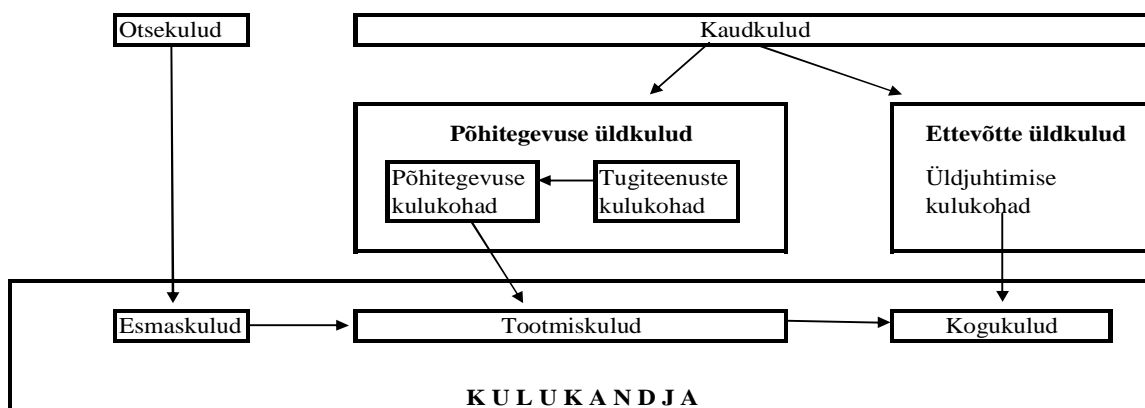 Otsekulud
Kaudkulud
Põhitegevuse üldkulud
Ettevõtte üldkulud
Põhitegevuse
kulukohad
Tugiteenuste
kulukohad
Üldjuhtimise
kulukohad
Esmaskulud
Tootmiskulud
Kogukulud
K U L U K A N D J A